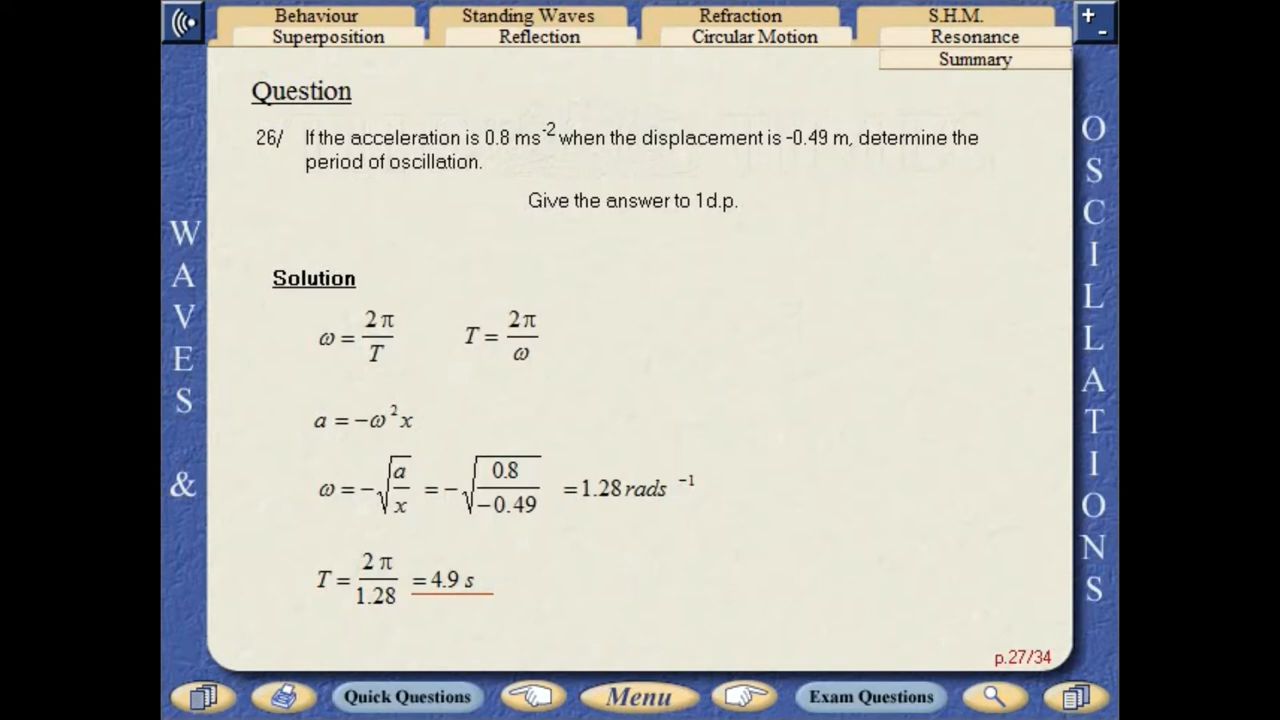 Behaviour
Superposition
Standing Waves
Reflection
Refraction
Circular Motion
S.H.M.
Resonance
Summary
+
-
Question
26/ If the acceleration is 0.8 ms⁻² when the displacement is -0.49 m, determine the
period of oscillation.
Give the answer to 1d.p.
Solution
ω = 2π/T T = 2π/ω
a = -ω²x
ω = -√(a/x) = -√(0.8/-0.49) = 1.28 rads ⁻¹
T = 2π/1.28 = 4.9 s
p.27/34
WAVES &
OSCILLATIONS
Quick Questions
Menu
Exam Questions